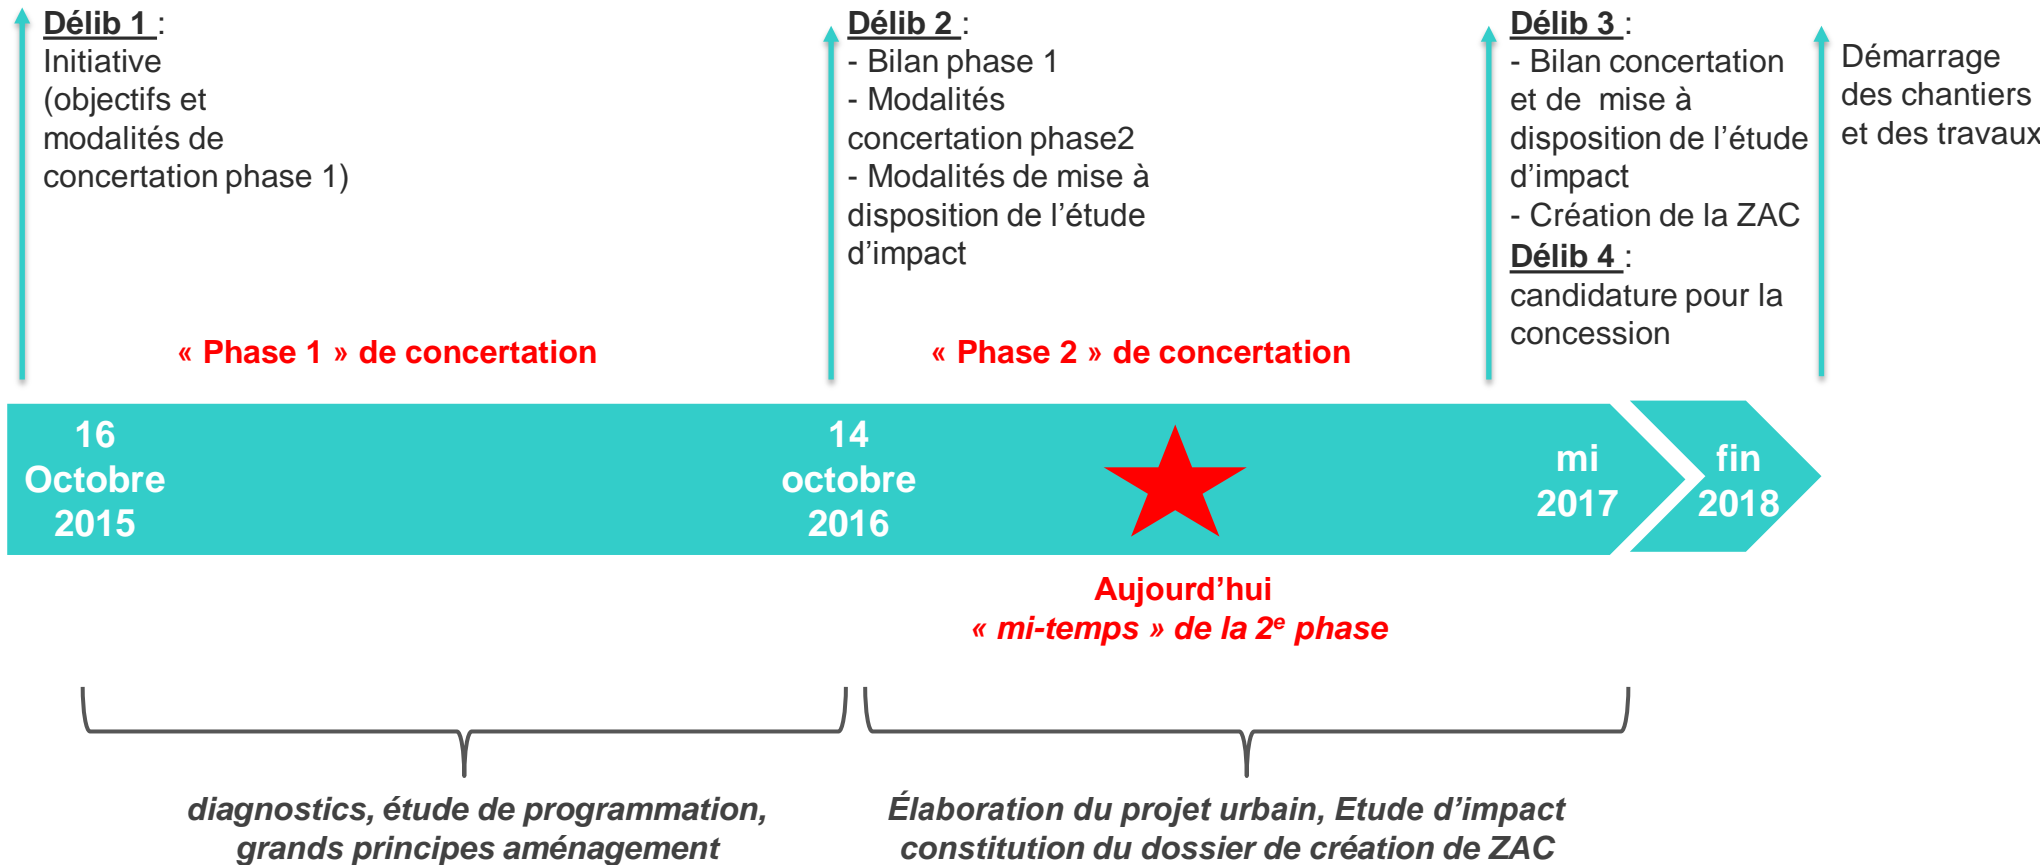 Délib 1 :
Initiative
(objectifs et
modalités de
concertation phase 1)
Délib 2 :
- Bilan phase 1
- Modalités
concertation phase2
- Modalités de mise à
disposition de l’étude
d’impact
Délib 3 :
- Bilan concertation
et de mise à
disposition de l’étude
d’impact
- Création de la ZAC
Délib 4 :
candidature pour la
concession
Démarrage
des chantiers
et des travaux
« Phase 1 » de concertation
« Phase 2 » de concertation
16
Octobre
2015
14
octobre
2016
mi
2017
fin
2018
Aujourd’hui
« mi-temps » de la 2e phase
diagnostics, étude de programmation,
grands principes aménagement
Élaboration du projet urbain, Etude d’impact
constitution du dossier de création de ZAC